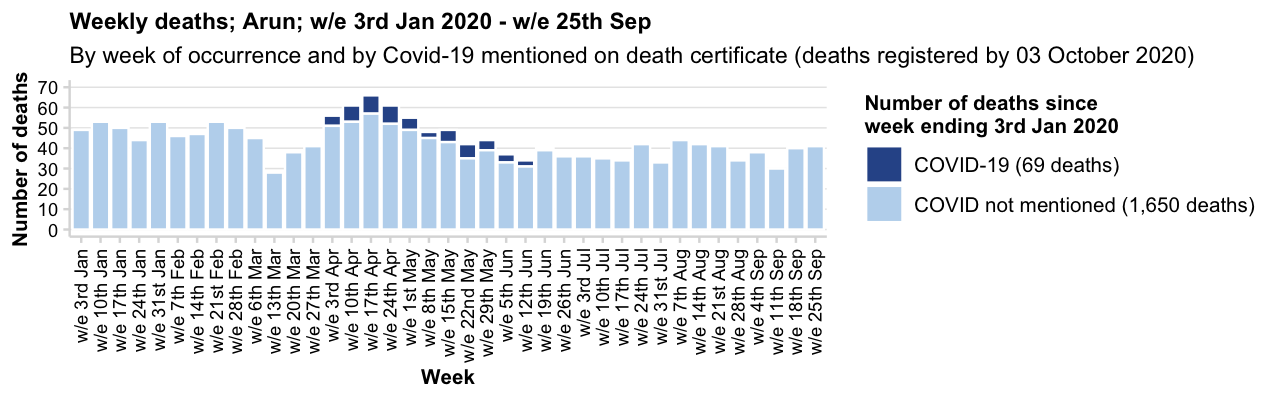 Weekly deaths; Arun; w/e 3rd Jan 2020 - w/e 25th Sep
By week of occurrence and by Covid-19 mentioned on death certificate (deaths registered by 03 October 2020)
Number of deaths
70
60
50
40
30
20
10
0
w/e 3rd Jan
w/e 10th Jan
w/e 17th Jan
w/e 24th Jan
w/e 31st Jan
w/e 7th Feb
w/e 14th Feb
w/e 21st Feb
w/e 28th Feb
w/e 6th Mar
w/e 13th Mar
w/e 20th Mar
w/e 27th Mar
w/e 3rd Apr
w/e 10th Apr
w/e 17th Apr
w/e 24th Apr
w/e 1st May
w/e 8th May
w/e 15th May
w/e 22nd May
w/e 29th May
w/e 5th Jun
w/e 12th Jun
w/e 19th Jun
w/e 26th Jun
w/e 3rd Jul
w/e 10th Jul
w/e 17th Jul
w/e 24th Jul
w/e 31st Jul
w/e 7th Aug
w/e 14th Aug
w/e 21st Aug
w/e 28th Aug
w/e 4th Sep
w/e 11th Sep
w/e 18th Sep
w/e 25th Sep
Week
Number of deaths since
week ending 3rd Jan 2020
COVID-19 (69 deaths)
COVID not mentioned (1,650 deaths)